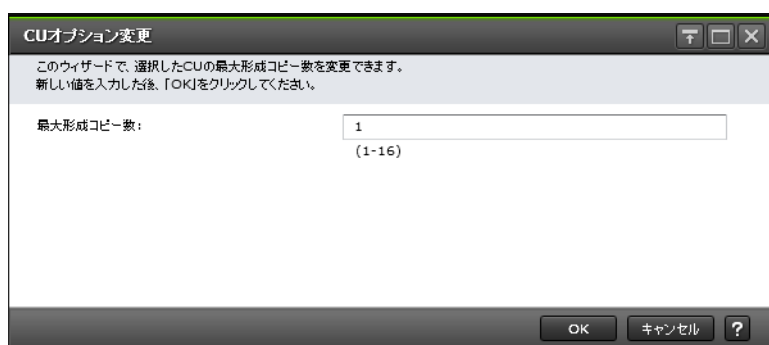 CUオプション変更
このウィザードで、選択したCUの最大形成コピー数を変更できます。
新しい値を入力した後、「OK」をクリックしてください。
最大形成コピー数:
1
(1-16)
OK キャンセル ?